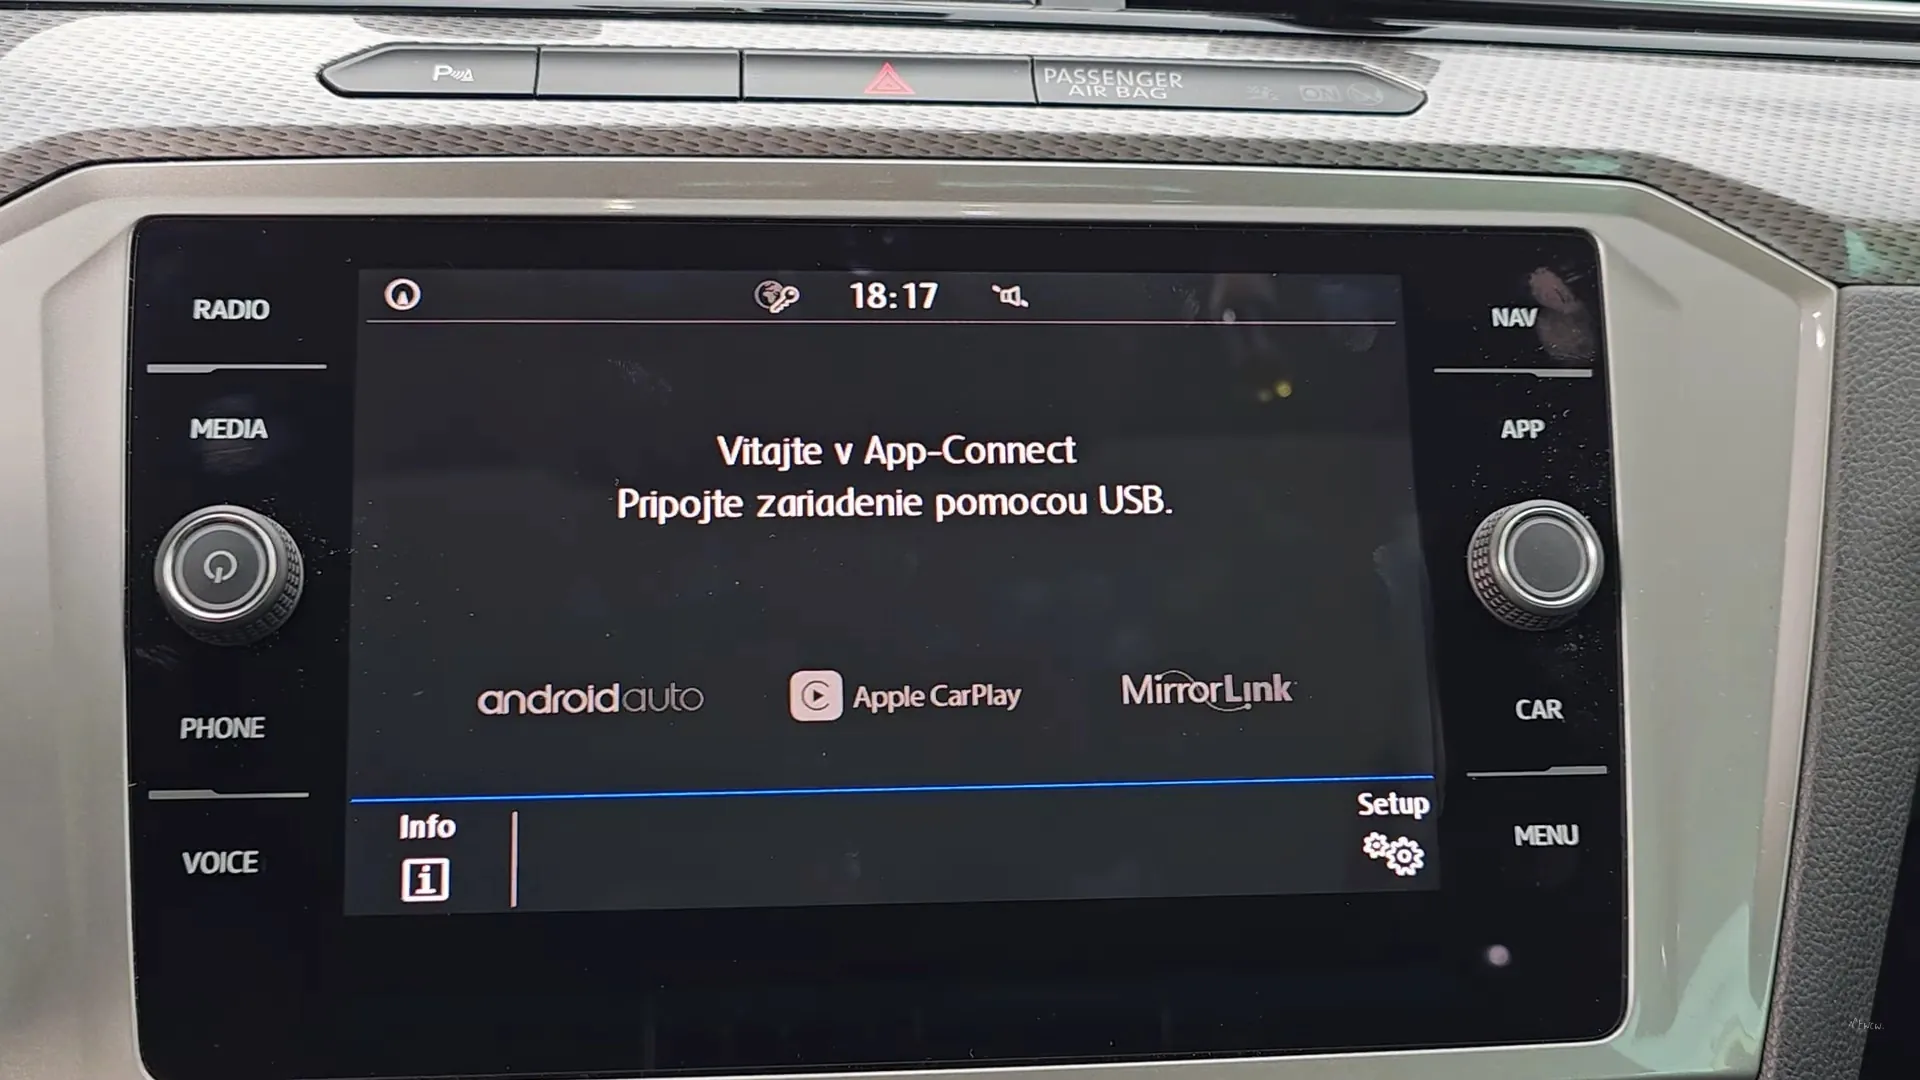 P
PASSENGER
AIR BAG
ON
RADIO
MEDIA
PHONE
VOICE
18:17
Vitajte v App-Connect
Pripojte zariadenie pomocou USB.
androidauto
Apple CarPlay
MirrorLink
Info
i
Setup
NAV
APP
CAR
MENU